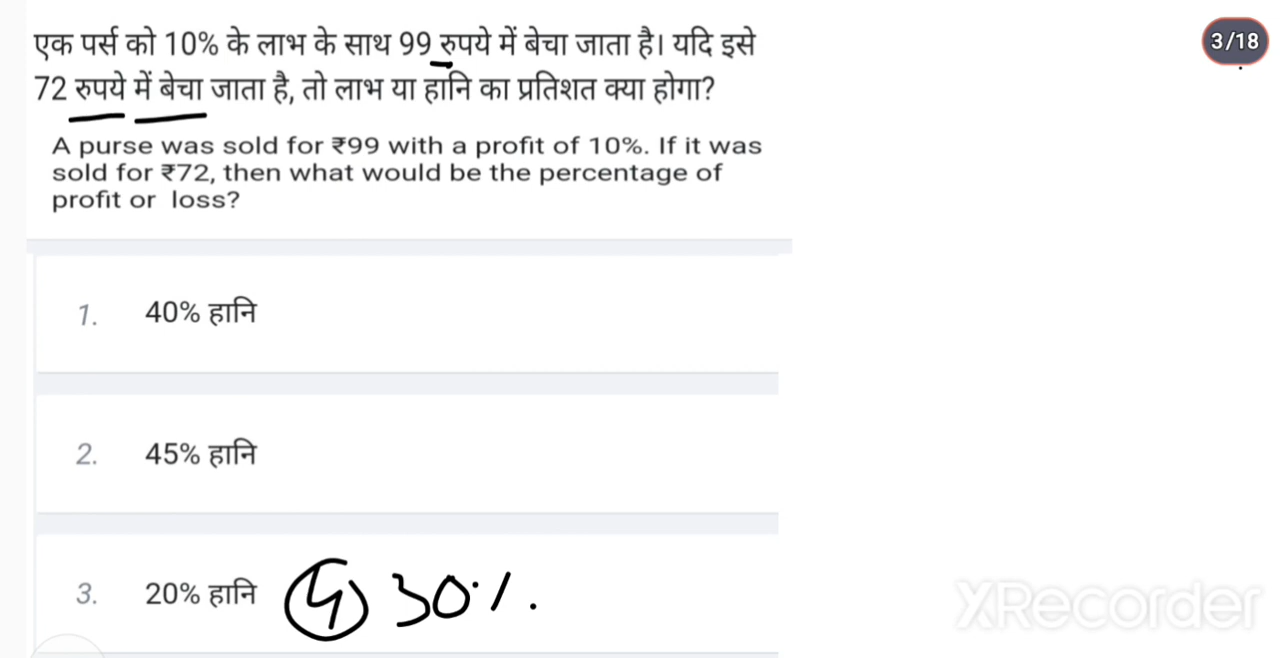 एक पर्स को 10% के लाभ के साथ 99 रुपये में बेचा जाता है। यदि इसे
3/18
72 रुपये में बेचा जाता है, तो लाभ या हानि का प्रतिशत क्या होगा?
A purse was sold for ₹99 with a profit of 10%. If it was
sold for ₹72, then what would be the percentage of
profit or loss?
1. 40% हानि
2. 45% हानि
3. 20% हानि (4) 30%.
XRecorder